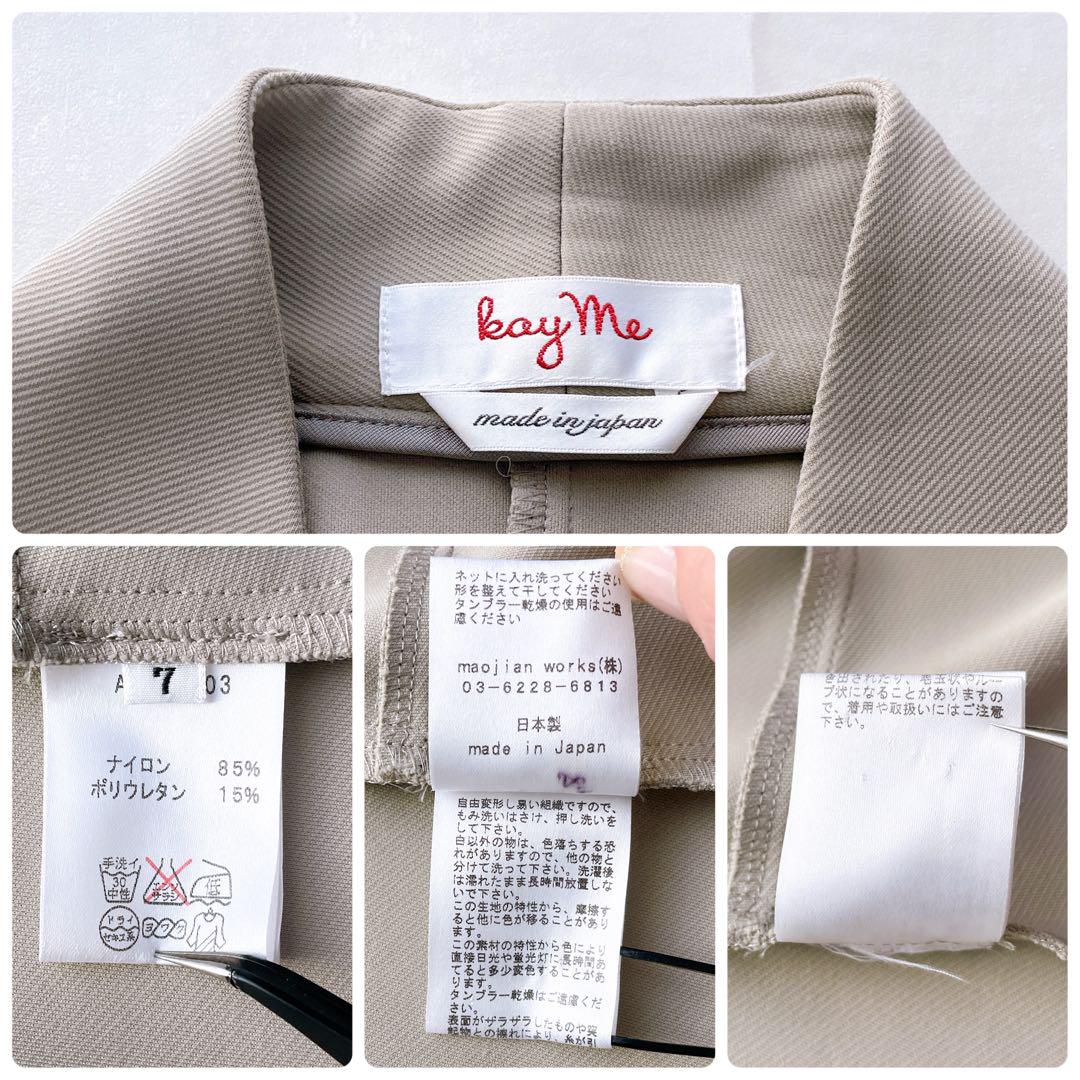 kay me
made in japan
7
A 03
ナイロン 85%
ポリウレタン 15%
手洗イ
30
中性
エンソ
サラシ
低
ドライ
セキユ系
ヨワク
ネットに入れ洗ってください
形を整えて干してください
タンブラー乾燥の使用はご遠
慮ください
maojian works(株)
03-6228-6813
日本製
made in Japan
自由変形し易い組織ですので、
もみ洗いはさけ、押し洗いを
して下さい。
白以外の物は、色落ちする恐
れがありますので、他の物と
分けて洗って下さい。洗濯後
は濡れたまま長時間放置しな
いで下さい。
この生地の特性から、摩擦す
ると他に色が移ることがあり
ます。
この素材の特性から色により
直接日光や蛍光灯に長時間あ
てると多少変色することがあ
ります。
タンブラー乾燥はご遠慮くだ
さい。
表面がザラザラしたものや突
起物との擦れにより、糸が引
き出されたり、毛玉状やルー
プ状になることがありますの
で、着用や取扱いにはご注意
下さい。